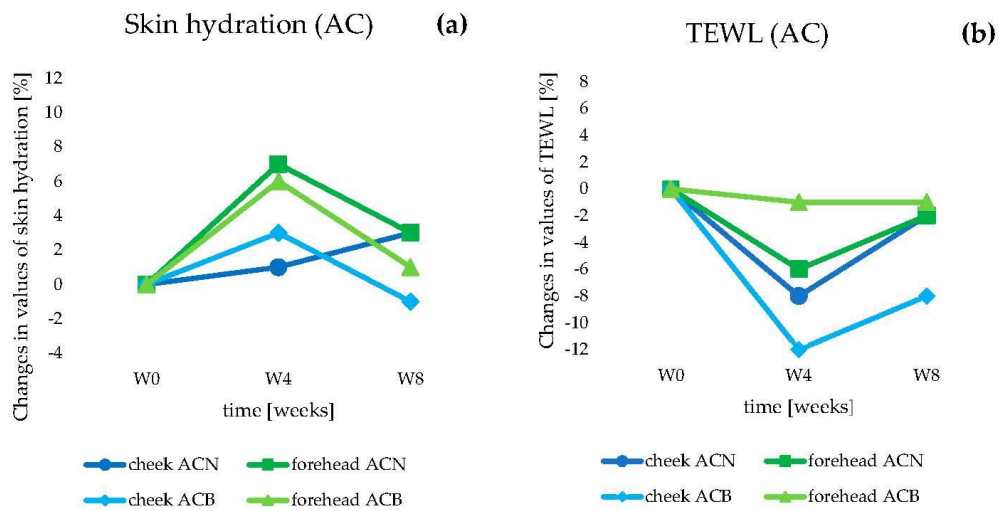 Skin hydration (AC)
(a)
Changes in values of skin hydration [%]
12
10
8
6
4
2
0
-2
-4
W0
W4
W8
time [weeks]
cheek ACN
forehead ACN
cheek ACB
forehead ACB
TEWL (AC)
(b)
Changes in values of TEWL [%]
8
6
4
2
0
-2
-4
-6
-8
-10
-12
W0
W4
W8
time [weeks]
cheek ACN
forehead ACN
cheek ACB
forehead ACB